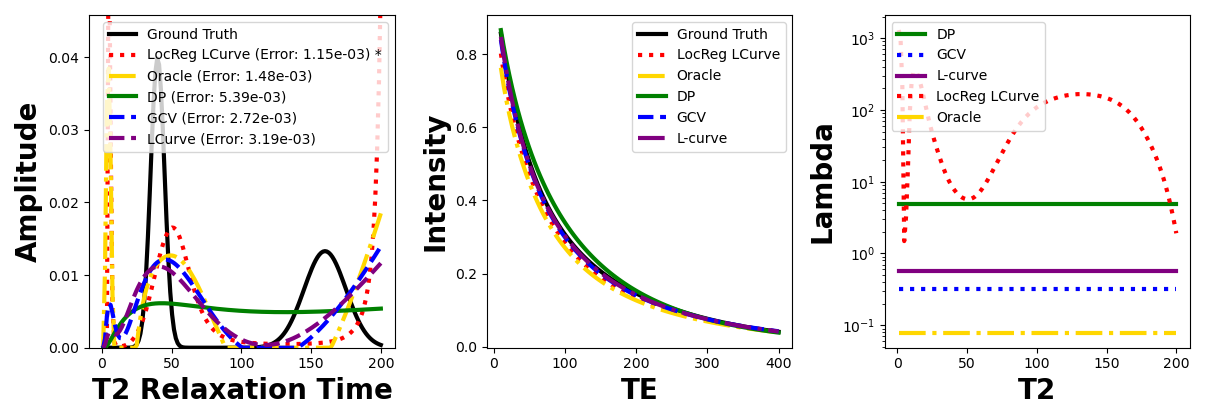 Amplitude
0.04
0.03
0.02
0.01
0.00
Ground Truth
LocReg LCurve (Error: 1.15e-03) *
Oracle (Error: 1.48e-03)
DP (Error: 5.39e-03)
GCV (Error: 2.72e-03)
LCurve (Error: 3.19e-03)
0 50 100 150 200
T2 Relaxation Time
Intensity
0.8
0.6
0.4
0.2
0.0
Ground Truth
LocReg LCurve
Oracle
DP
GCV
L-curve
0 100 200 300 400
TE
Lambda
10³
10²
10¹
10⁰
10⁻¹
DP
GCV
L-curve
LocReg LCurve
Oracle
0 50 100 150 200
T2